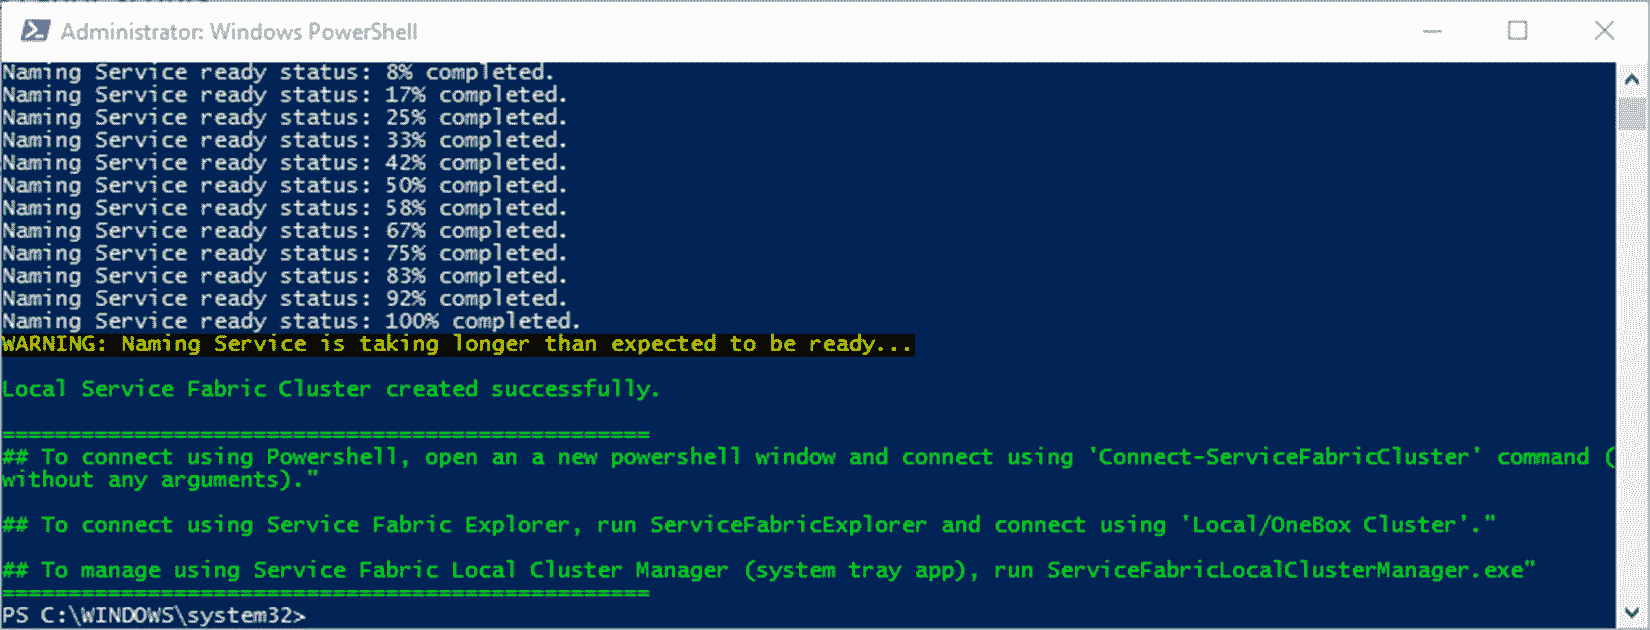 Administrator: Windows PowerShell
Naming Service ready status: 8% completed.
Naming Service ready status: 17% completed.
Naming Service ready status: 25% completed.
Naming Service ready status: 33% completed.
Naming Service ready status: 42% completed.
Naming Service ready status: 50% completed.
Naming Service ready status: 58% completed.
Naming Service ready status: 67% completed.
Naming Service ready status: 75% completed.
Naming Service ready status: 83% completed.
Naming Service ready status: 92% completed.
Naming Service ready status: 100% completed.
WARNING: Naming Service is taking longer than expected to be ready...
Local Service Fabric Cluster created successfully.
=================================================
## To connect using Powershell, open an a new powershell window and connect using 'Connect-ServiceFabricCluster' command (
without any arguments)."
## To connect using Service Fabric Explorer, run ServiceFabricExplorer and connect using 'Local/OneBox Cluster'."
## To manage using Service Fabric Local Cluster Manager (system tray app), run ServiceFabricLocalClusterManager.exe"
=================================================
PS C:\WINDOWS\system32>